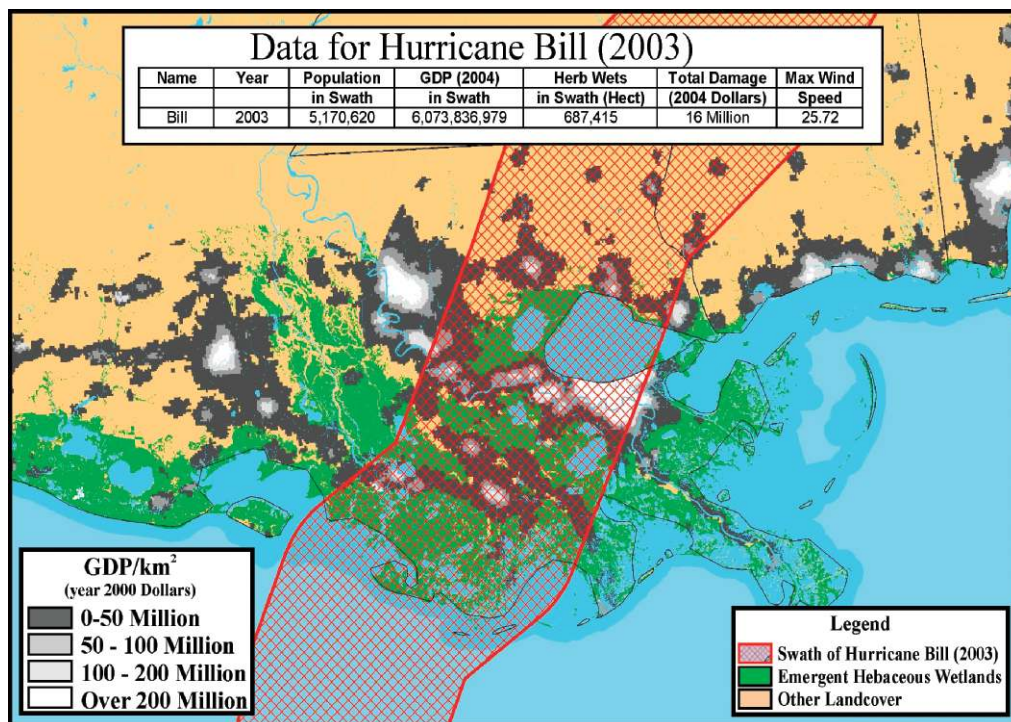 Data for Hurricane Bill (2003)
Name Year Population GDP (2004) Herb Wets Total Damage Max Wind
in Swath in Swath in Swath (Hect) (2004 Dollars) Speed
Bill 2003 5,170,620 6,073,836,979 687,415 16 Million 25.72
GDP/km²
(year 2000 Dollars)
0-50 Million
50 - 100 Million
100 - 200 Million
Over 200 Million
Legend
Swath of Hurricane Bill (2003)
Emergent Hebaceous Wetlands
Other Landcover